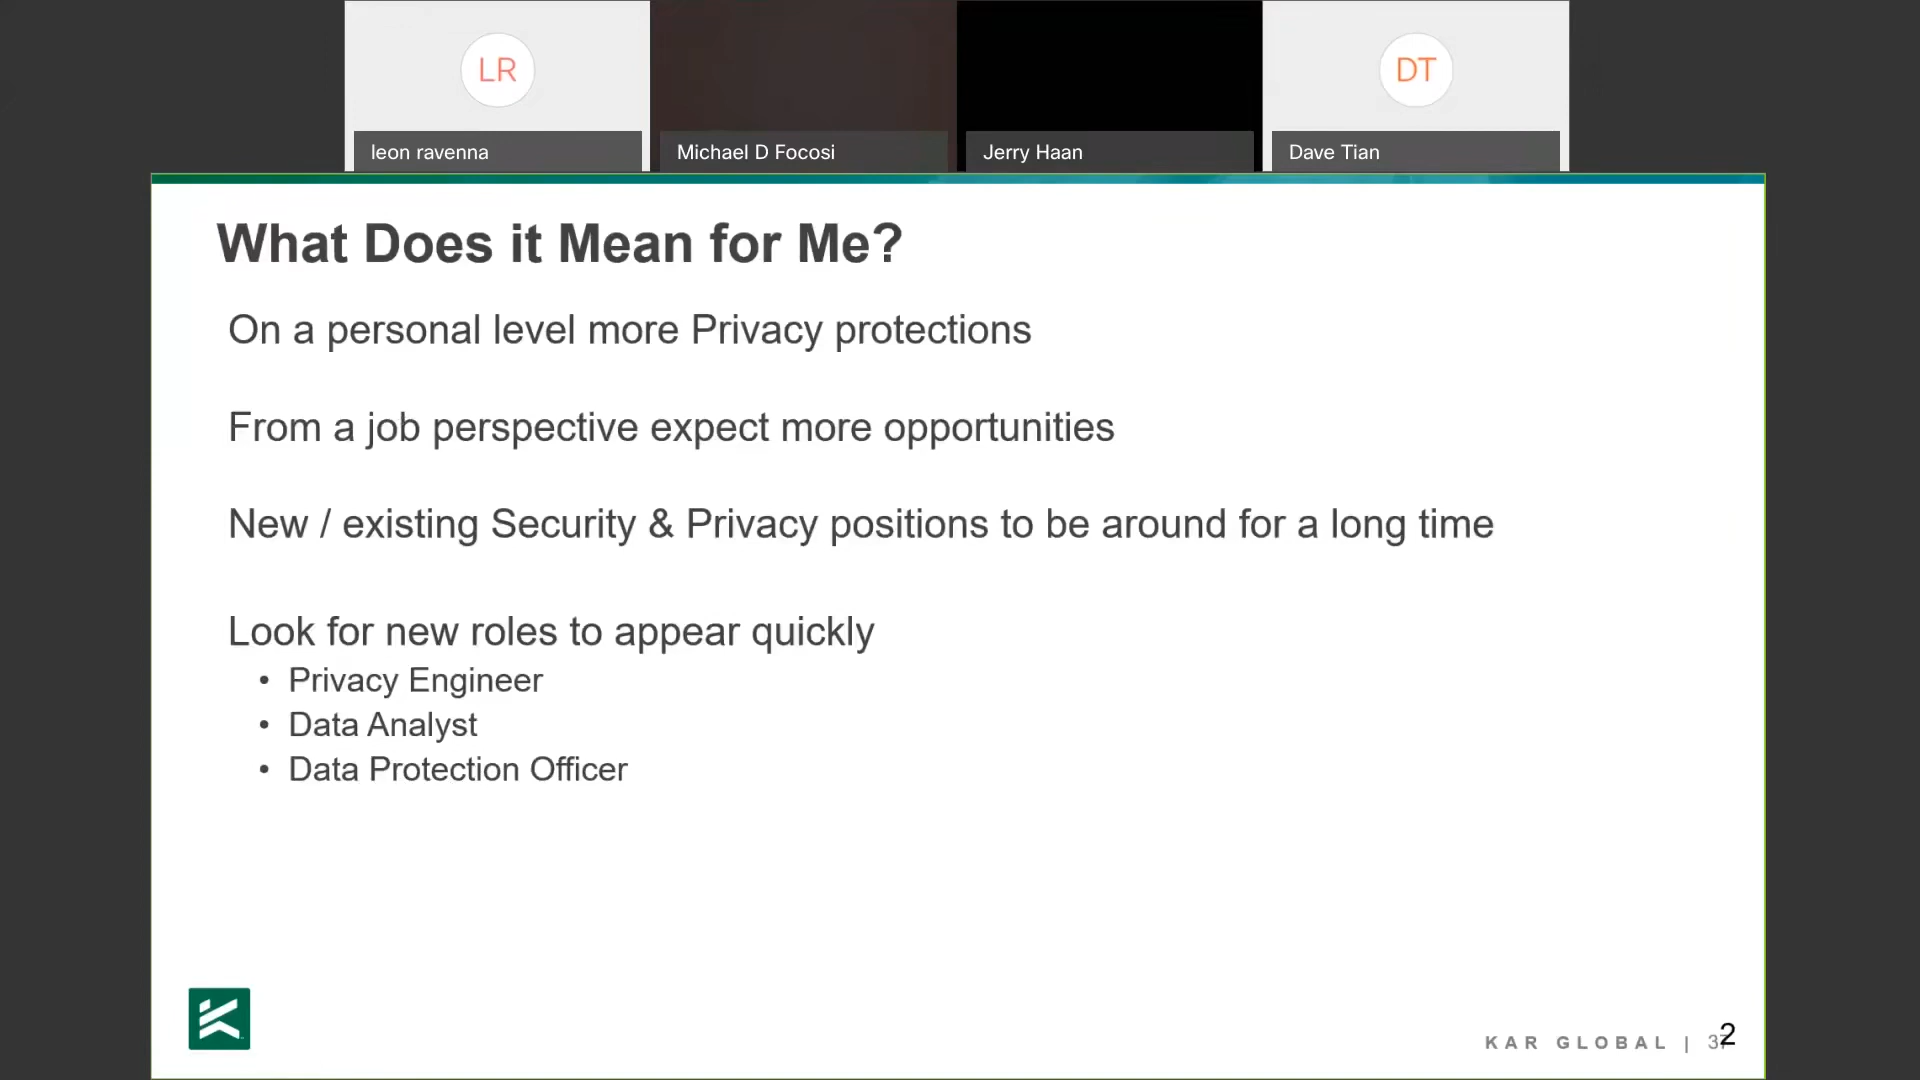 LR
DT
leon ravenna
Michael D Focosi
Jerry Haan
Dave Tian
What Does it Mean for Me?
On a personal level more Privacy protections
From a job perspective expect more opportunities
New / existing Security & Privacy positions to be around for a long time
Look for new roles to appear quickly
• Privacy Engineer
• Data Analyst
• Data Protection Officer
KAR GLOBAL |
2